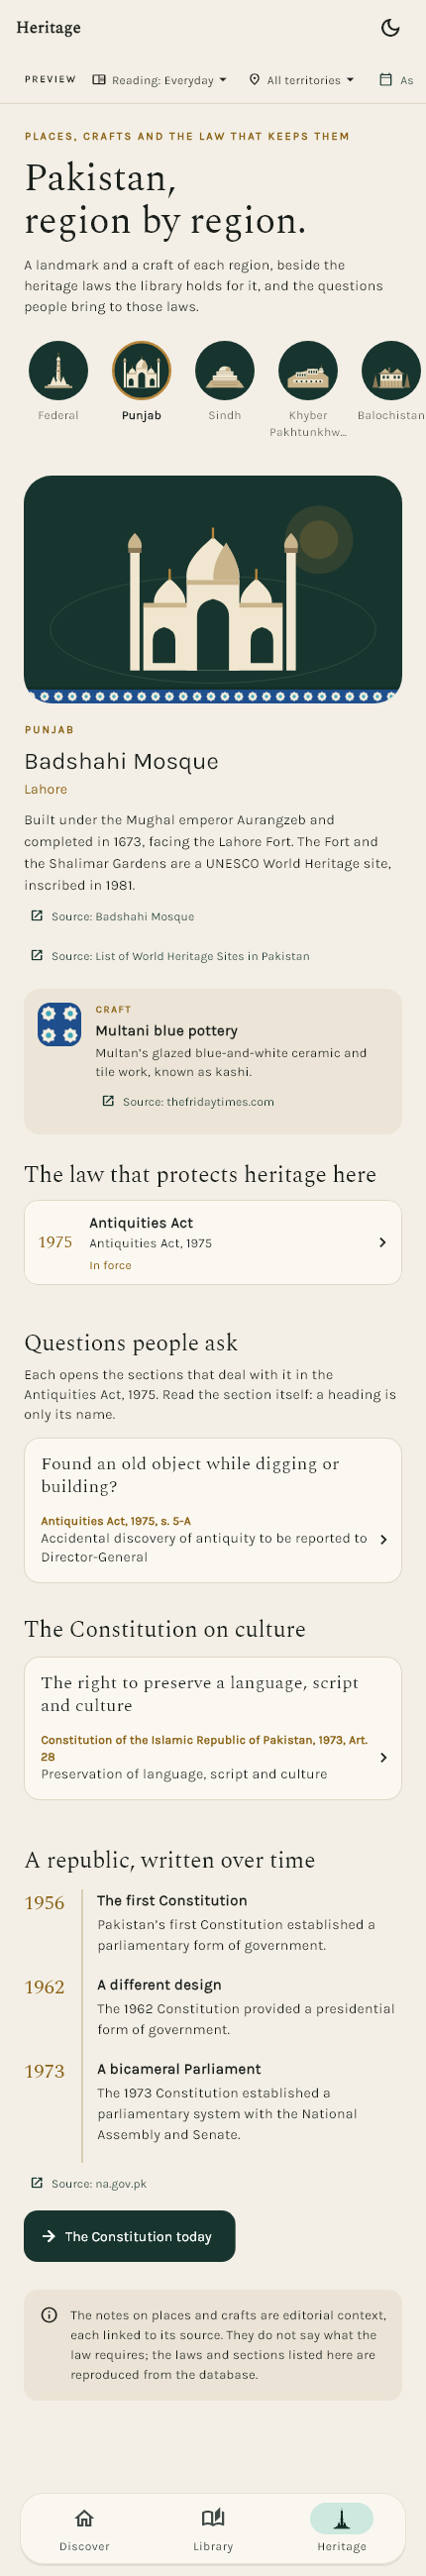 Heritage
PREVIEW
Reading: Everyday
All territories
As
PLACES, CRAFTS AND THE LAW THAT KEEPS THEM
Pakistan,
region by region.
A landmark and a craft of each region, beside the
heritage laws the library holds for it, and the questions
people bring to those laws.
Federal
Punjab
Sindh
Khyber
Pakhtunkhw...
Balochistan
PUNJAB
Badshahi Mosque
Lahore
Built under the Mughal emperor Aurangzeb and
completed in 1673, facing the Lahore Fort. The Fort and
the Shalimar Gardens are a UNESCO World Heritage site,
inscribed in 1981.
Source: Badshahi Mosque
Source: List of World Heritage Sites in Pakistan
CRAFT
Multani blue pottery
Multan's glazed blue-and-white ceramic and
tile work, known as kashi.
Source: thefridaytimes.com
The law that protects heritage here
1975
Antiquities Act
Antiquities Act, 1975
In force
Questions people ask
Each opens the sections that deal with it in the
Antiquities Act, 1975. Read the section itself: a heading is
only its name.
Found an old object while digging or
building?
Antiquities Act, 1975, s. 5-A
Accidental discovery of antiquity to be reported to
Director-General
The Constitution on culture
The right to preserve a language, script
and culture
Constitution of the Islamic Republic of Pakistan, 1973, Art.
28
Preservation of language, script and culture
A republic, written over time
1956
The first Constitution
Pakistan's first Constitution established a
parliamentary form of government.
1962
A different design
The 1962 Constitution provided a presidential
form of government.
1973
A bicameral Parliament
The 1973 Constitution established a
parliamentary system with the National
Assembly and Senate.
Source: na.gov.pk
The Constitution today
The notes on places and crafts are editorial context,
each linked to its source. They do not say what the
law requires; the laws and sections listed here are
reproduced from the database.
Discover
Library
Heritage